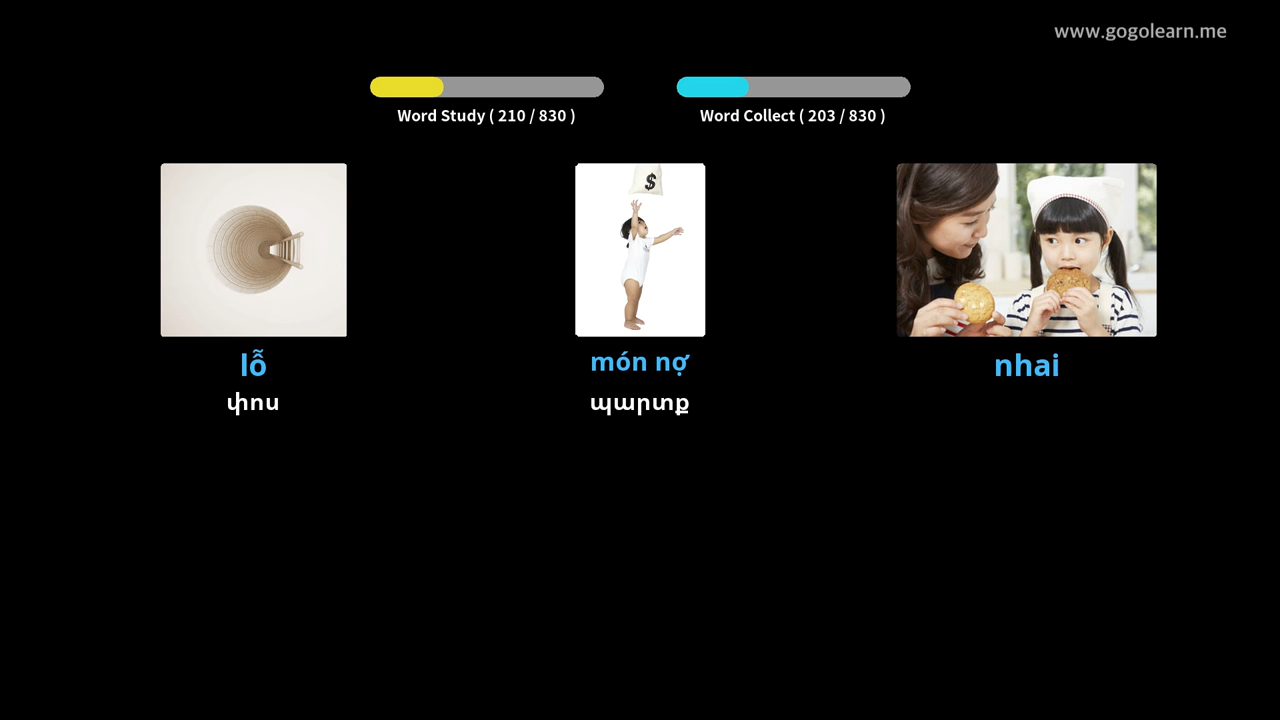 www.gogolearn.me
Word Study ( 210 / 830 )
Word Collect ( 203 / 830 )
$
lỗ
món nợ
nhai
փոս
պարտք